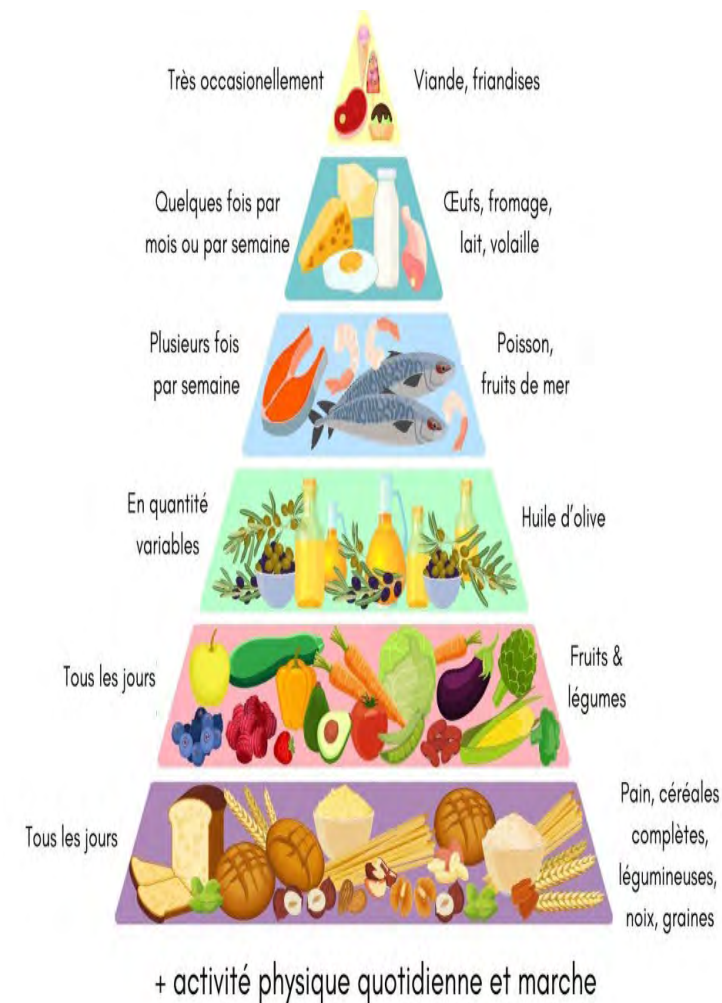 Très occasionellement
Viande, friandises
Quelques fois par
mois ou par semaine
Œufs, fromage,
lait, volaille
Plusieurs fois
par semaine
Poisson,
fruits de mer
En quantité
variables
Huile d'olive
Tous les jours
Fruits &
légumes
Tous les jours
Pain, céréales
complètes,
légumineuses,
noix, graines
+ activité physique quotidienne et marche